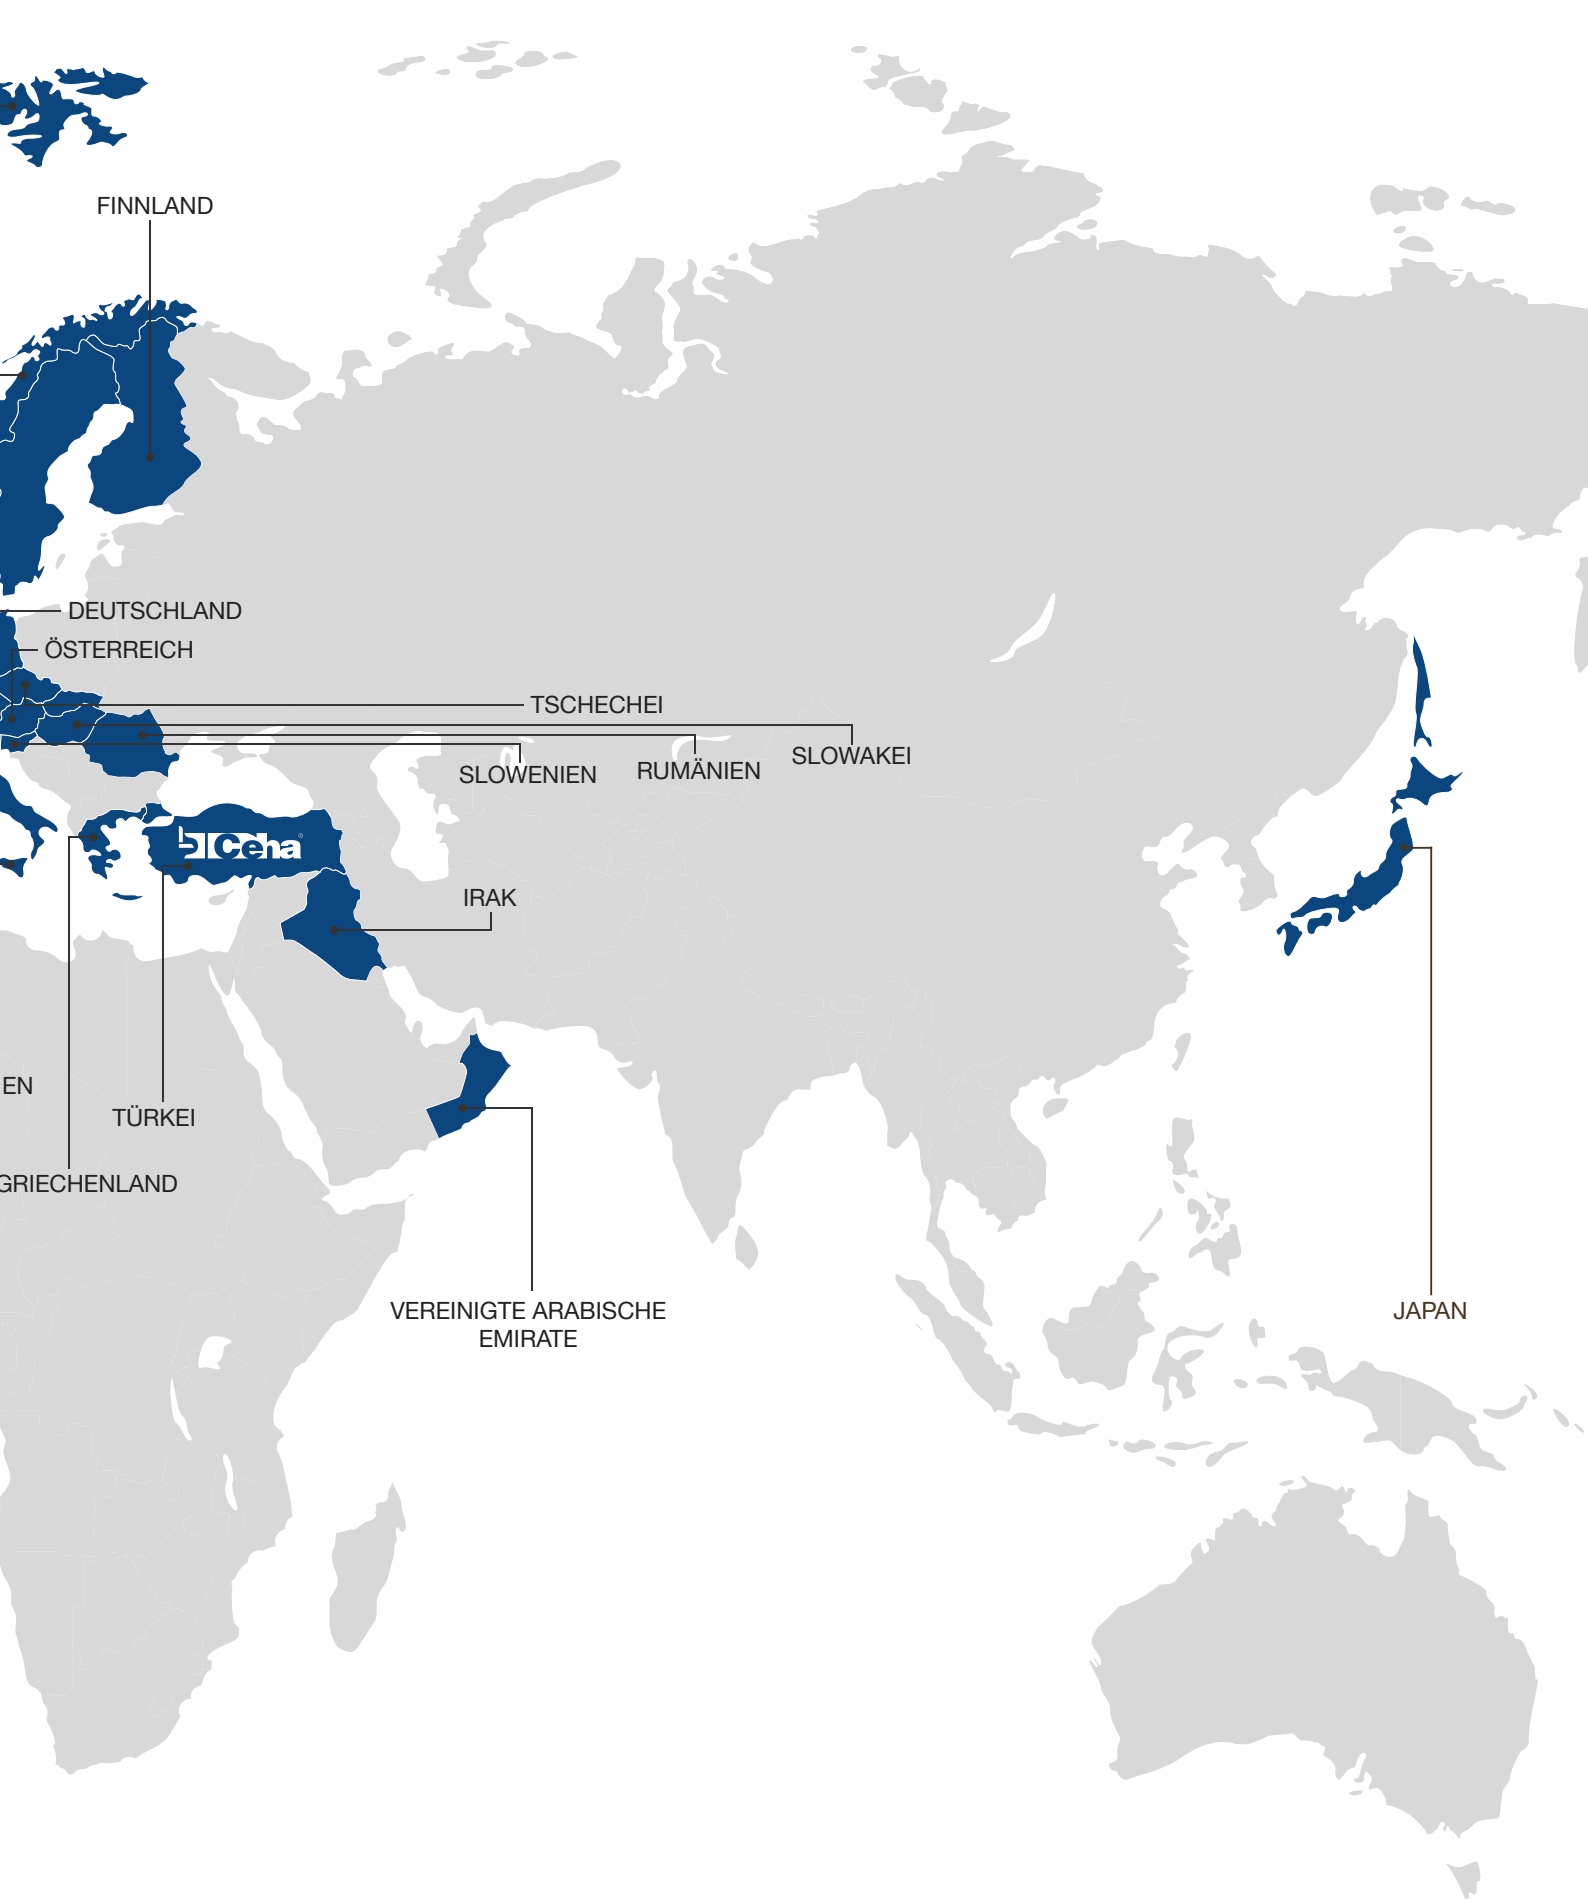 FINNLAND
DEUTSCHLAND
ÖSTERREICH
TSCHECHEI
SLOWAKEI
RUMÄNIEN
SLOWENIEN
Ceha®
IRAK
EN
TÜRKEI
GRIECHENLAND
VEREINIGTE ARABISCHE
EMIRATE
JAPAN